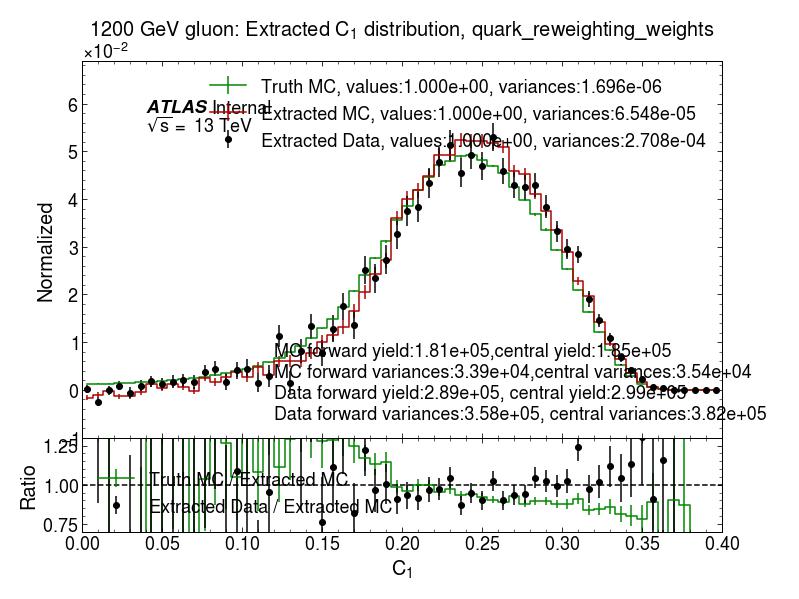 1200 GeV gluon: Extracted C₁ distribution, quark_reweighting_weights
×10⁻²
Truth MC, values:1.000e+00, variances:1.696e-06
ATLAS Internal
Extracted MC, values:1.000e+00, variances:6.548e-05
√s = 13 TeV
Extracted Data, values:1.000e+00, variances:2.708e-04
6
5
4
3
2
1
0
-1
Normalized
MC forward yield:1.81e+05,central yield:1.85e+05
MC forward variances:3.39e+04,central variances:3.54e+04
Data forward yield:2.89e+05, central yield:2.99e+05
Data forward variances:3.58e+05, central variances:3.82e+05
1.25
1.00
0.75
Ratio
Truth MC / Extracted MC
Extracted Data / Extracted MC
0.00 0.05 0.10 0.15 0.20 0.25 0.30 0.35 0.40
C₁